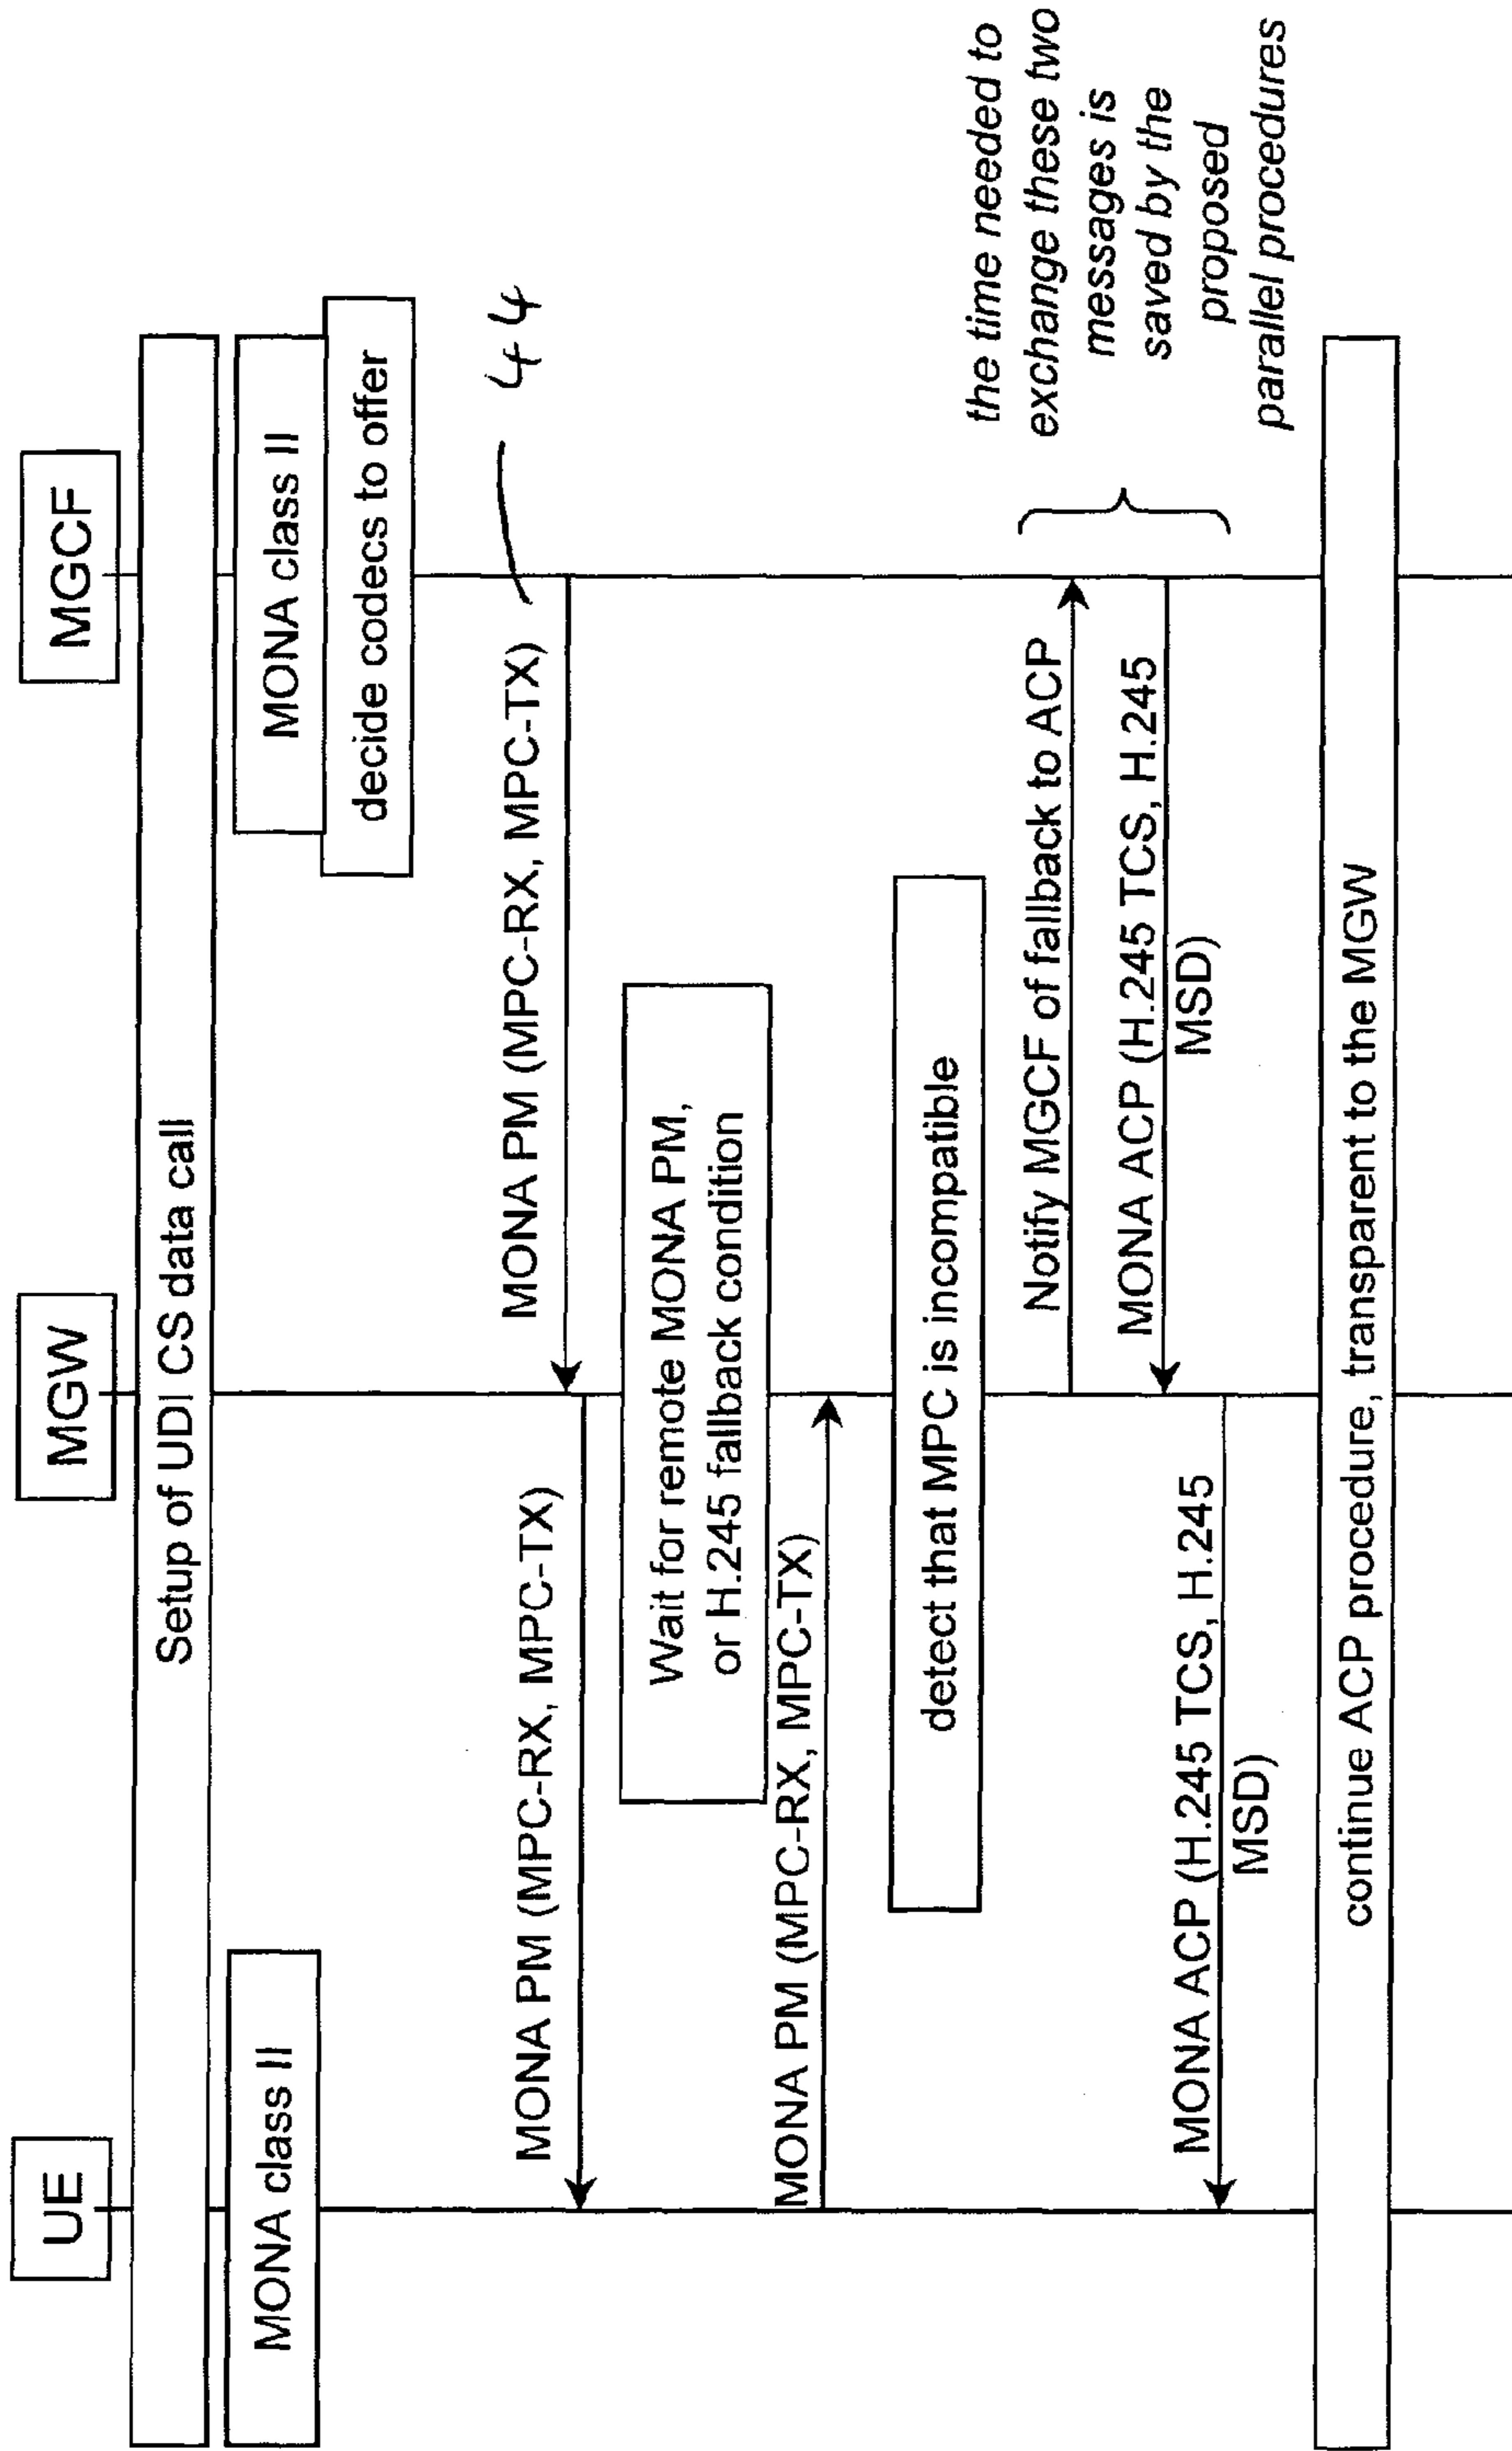 UE
MGW
MGCF
Setup of UDI CS data call
MONA class II
MONA class II
decide codecs to offer
44
MONA PM (MPC-RX, MPC-TX)
MONA PM (MPC-RX, MPC-TX)
Wait for remote MONA PM,
or H.245 fallback condition
MONA PM (MPC-RX, MPC-TX)
detect that MPC is incompatible
Notify MGCF of fallback to ACP
MONA ACP (H.245 TCS, H.245
MSD)
the time needed to
exchange these two
messages is
saved by the
proposed
parallel procedures
MONA ACP (H.245 TCS, H.245
MSD)
continue ACP procedure, transparent to the MGW